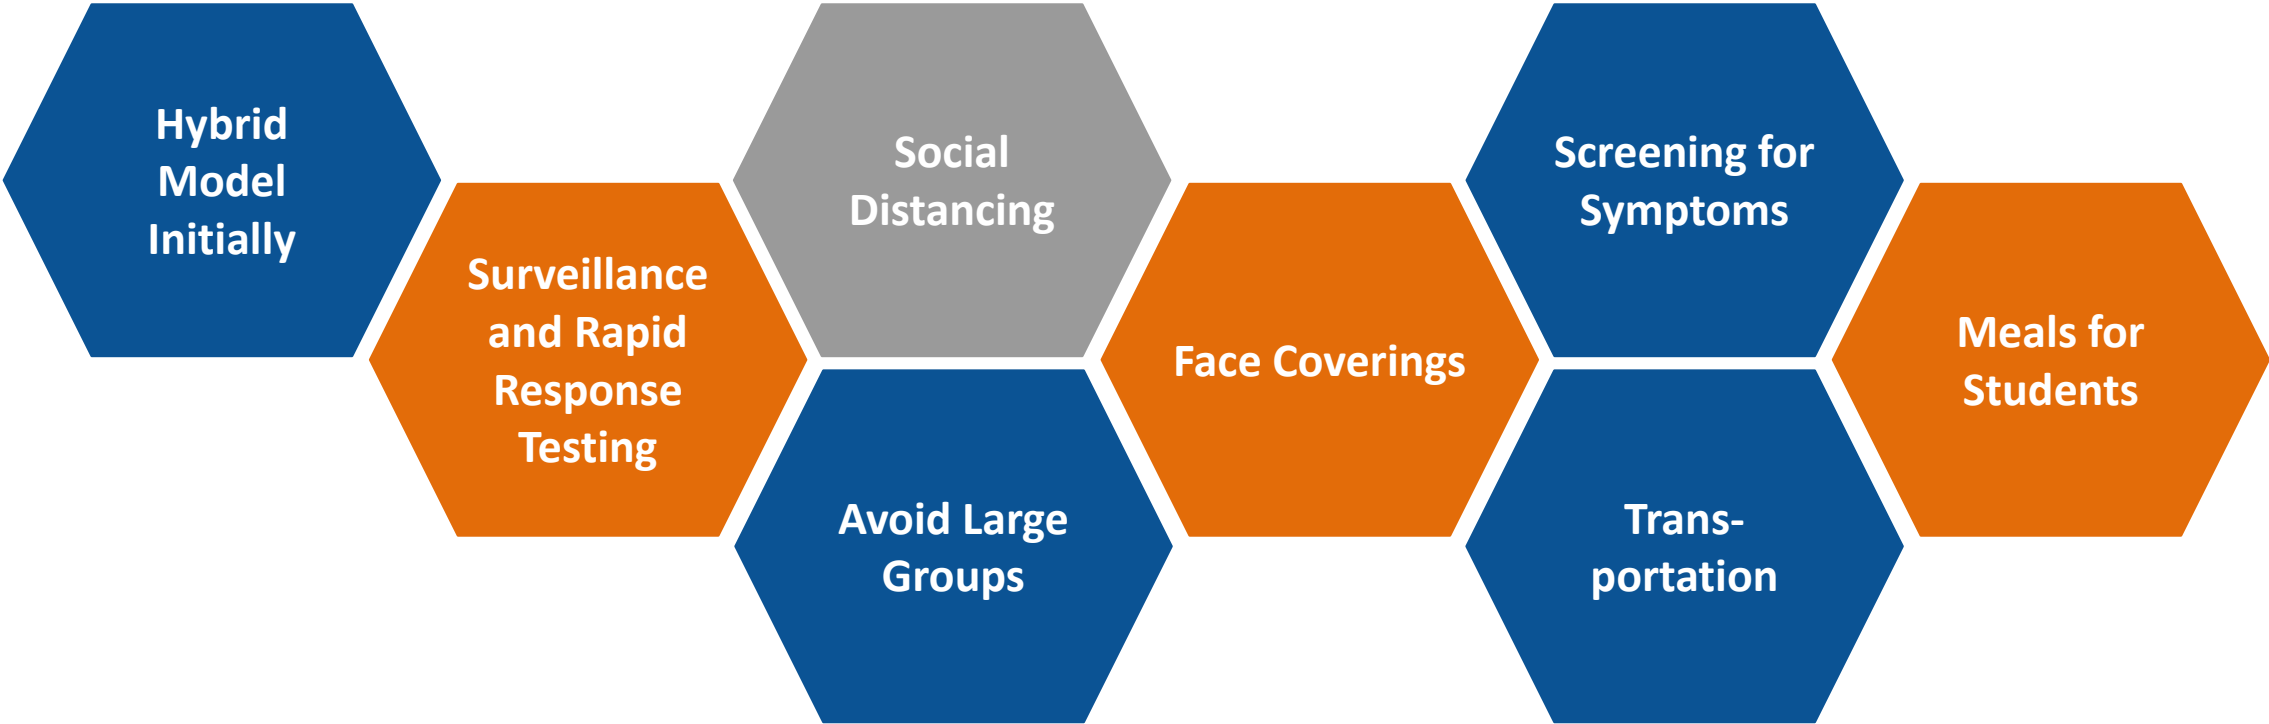 Hybrid
Model
Initially
Surveillance
and Rapid
Response
Testing
Social
Distancing
Avoid Large
Groups
Face Coverings
Screening for
Symptoms
Trans-
portation
Meals for
Students